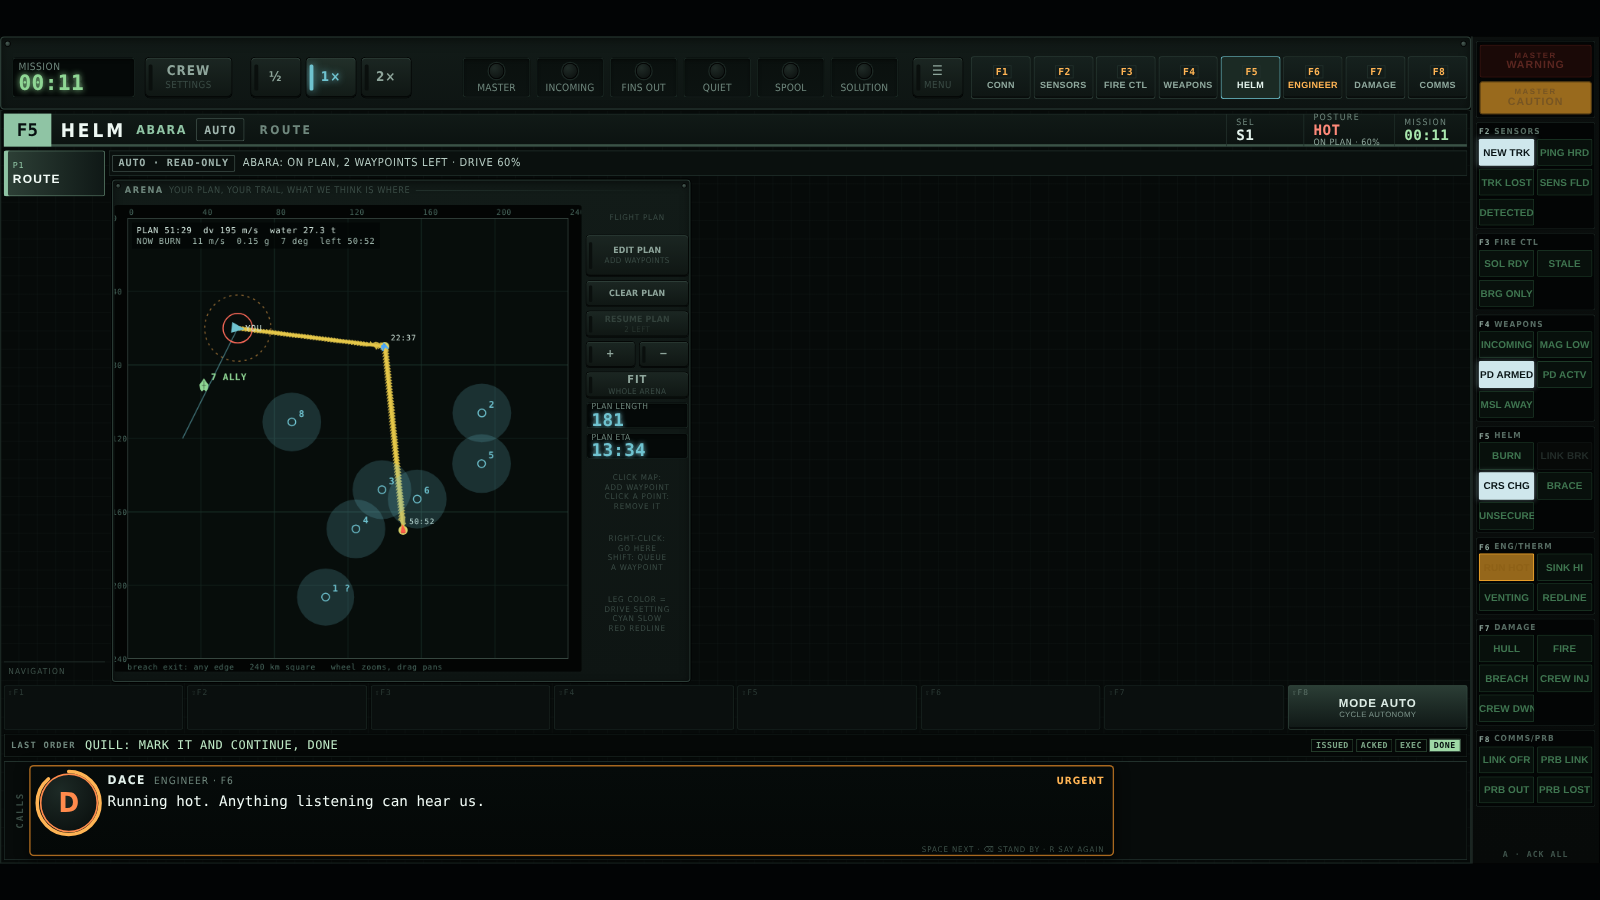 MISSION
00:11
CREW
SETTINGS
½
1×
2×
MASTER
INCOMING
FINS OUT
QUIET
SPOOL
SOLUTION
☰
MENU
F1
CONN
F2
SENSORS
F3
FIRE CTL
F4
WEAPONS
F5
HELM
F6
ENGINEER
F7
DAMAGE
F8
COMMS
MASTER
WARNING
MASTER
CAUTION
F5 HELM ABARA AUTO ROUTE
SEL
S1
POSTURE
HOT
ON PLAN · 60%
MISSION
00:11
P1
ROUTE
AUTO · READ-ONLY ABARA: ON PLAN, 2 WAYPOINTS LEFT · DRIVE 60%
ARENA YOUR PLAN, YOUR TRAIL, WHAT WE THINK IS WHERE
0 40 80 120 160 200 240
PLAN 51:29 dv 195 m/s water 27.3 t
NOW BURN 11 m/s 0.15 g 7 deg left 50:52
YOU
22:37
7 ALLY
8
2
5
3
6
4
50:52
1 ?
160
200
240
breach exit: any edge 240 km square wheel zooms, drag pans
FLIGHT PLAN
EDIT PLAN
ADD WAYPOINTS
CLEAR PLAN
RESUME PLAN
2 LEFT
+ −
FIT
WHOLE ARENA
PLAN LENGTH
181
PLAN ETA
13:34
CLICK MAP:
ADD WAYPOINT
CLICK A POINT:
REMOVE IT
RIGHT-CLICK:
GO HERE
SHIFT: QUEUE
A WAYPOINT
LEG COLOR =
DRIVE SETTING
CYAN SLOW
RED REDLINE
NAVIGATION
⇧F1
⇧F2
⇧F3
⇧F4
⇧F5
⇧F6
⇧F7
⇧F8
MODE AUTO
CYCLE AUTONOMY
LAST ORDER QUILL: MARK IT AND CONTINUE, DONE
ISSUED ACKED EXEC DONE
CALLS
D
DACE ENGINEER · F6
URGENT
Running hot. Anything listening can hear us.
SPACE NEXT · ⌫ STAND BY · R SAY AGAIN
F2 SENSORS
NEW TRK PING HRD
TRK LOST SENS FLD
DETECTED
F3 FIRE CTL
SOL RDY STALE
BRG ONLY
F4 WEAPONS
INCOMING MAG LOW
PD ARMED PD ACTV
MSL AWAY
F5 HELM
BURN LINK BRK
CRS CHG BRACE
UNSECURE
F6 ENG/THERM
SINK HI
VENTING REDLINE
F7 DAMAGE
HULL FIRE
BREACH CREW INJ
CREW DWN
F8 COMMS/PRB
LINK OFR PRB LINK
PRB OUT PRB LOST
A · ACK ALL